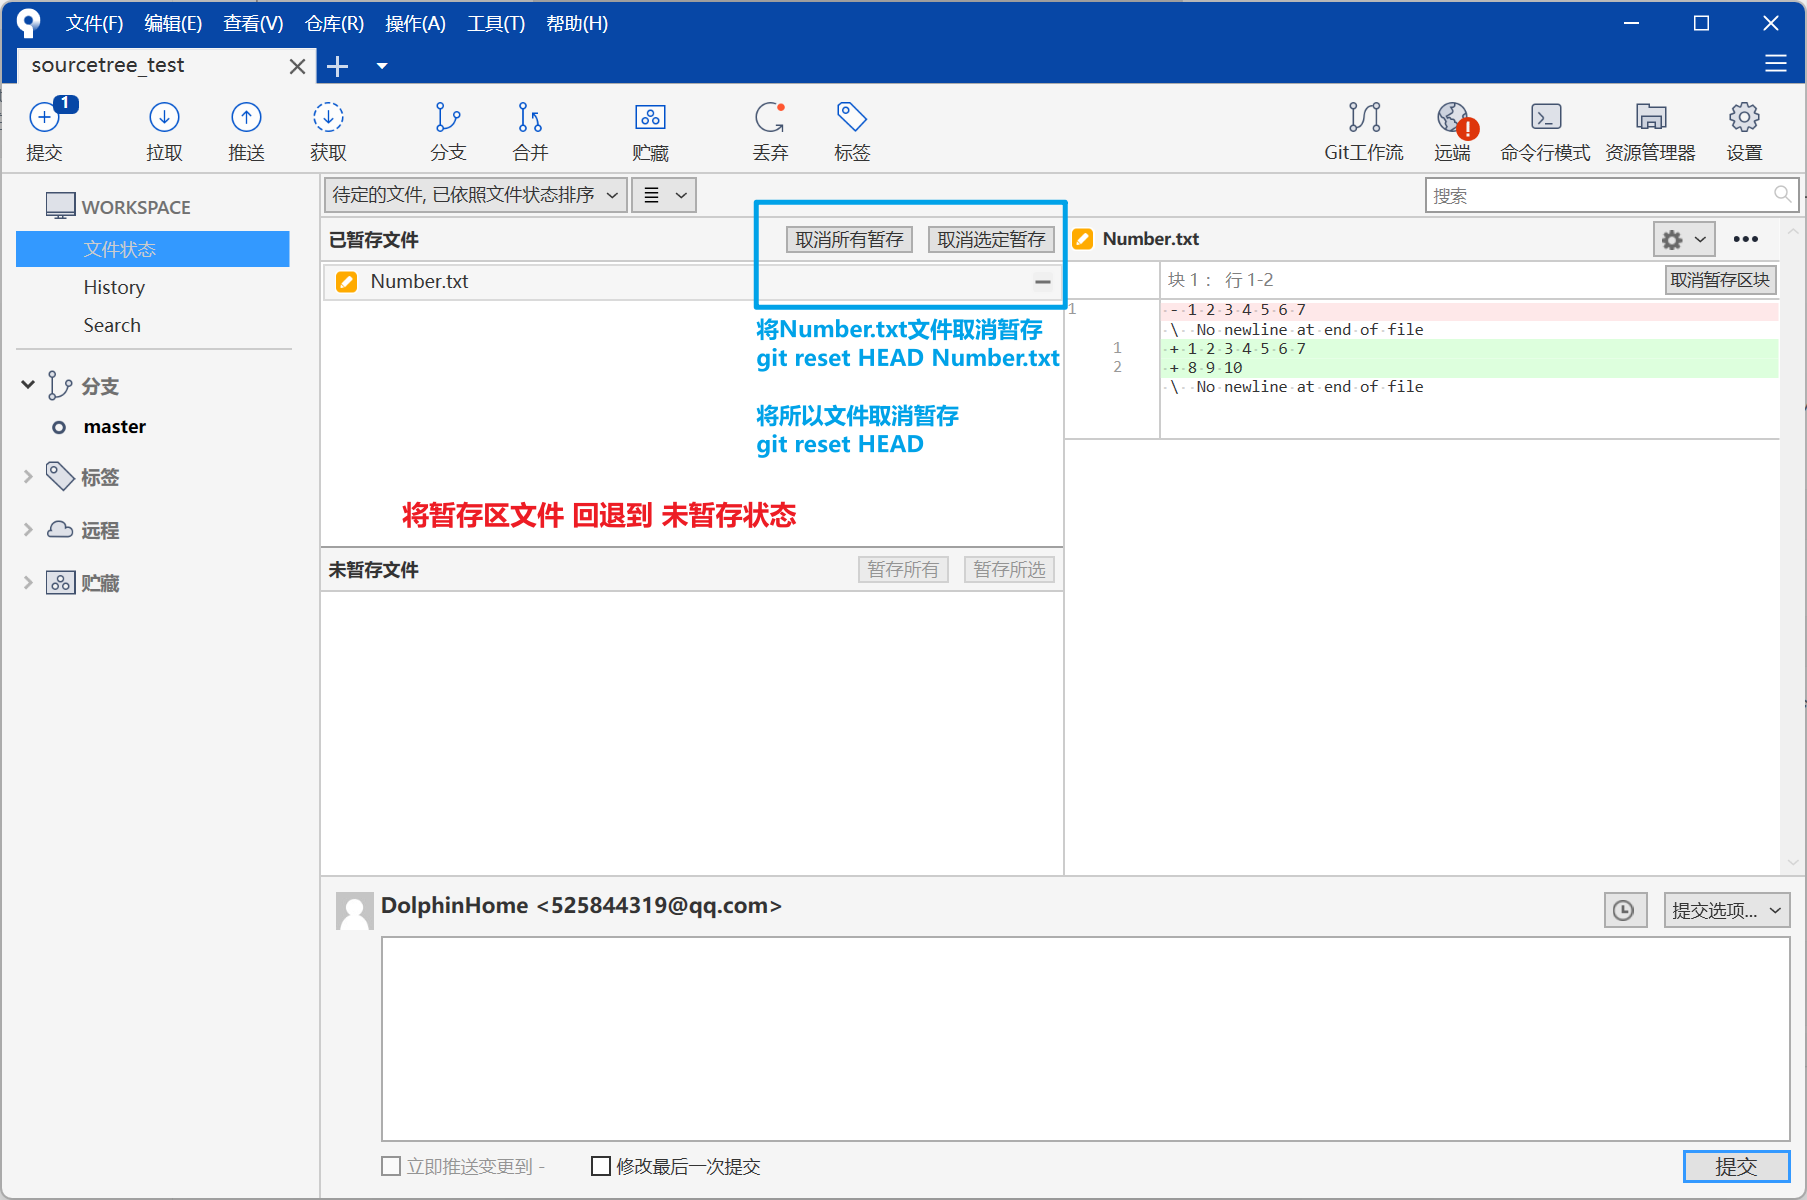 文件(F) 编辑(E) 查看(V) 仓库(R) 操作(A) 工具(T) 帮助(H)
sourcetree_test
1
提交 拉取 推送 获取 分支 合并 贮藏 丢弃 标签 Git工作流 远端 命令行模式 资源管理器 设置
WORKSPACE
文件状态
History
Search
分支
master
标签
远程
贮藏
待定的文件, 已依照文件状态排序
搜索
已暂存文件 取消所有暂存 取消选定暂存
Number.txt
将Number.txt文件取消暂存
git reset HEAD Number.txt
将所以文件取消暂存
git reset HEAD
将暂存区文件 回退到 未暂存状态
未暂存文件 暂存所有 暂存所选
Number.txt
块 1： 行 1-2 取消暂存区块
1 - 1 2 3 4 5 6 7
\ No newline at end of file
1 + 1 2 3 4 5 6 7
2 + 8 9 10
\ No newline at end of file
DolphinHome <525844319@qq.com>
提交选项...
立即推送变更到 -
修改最后一次提交
提交